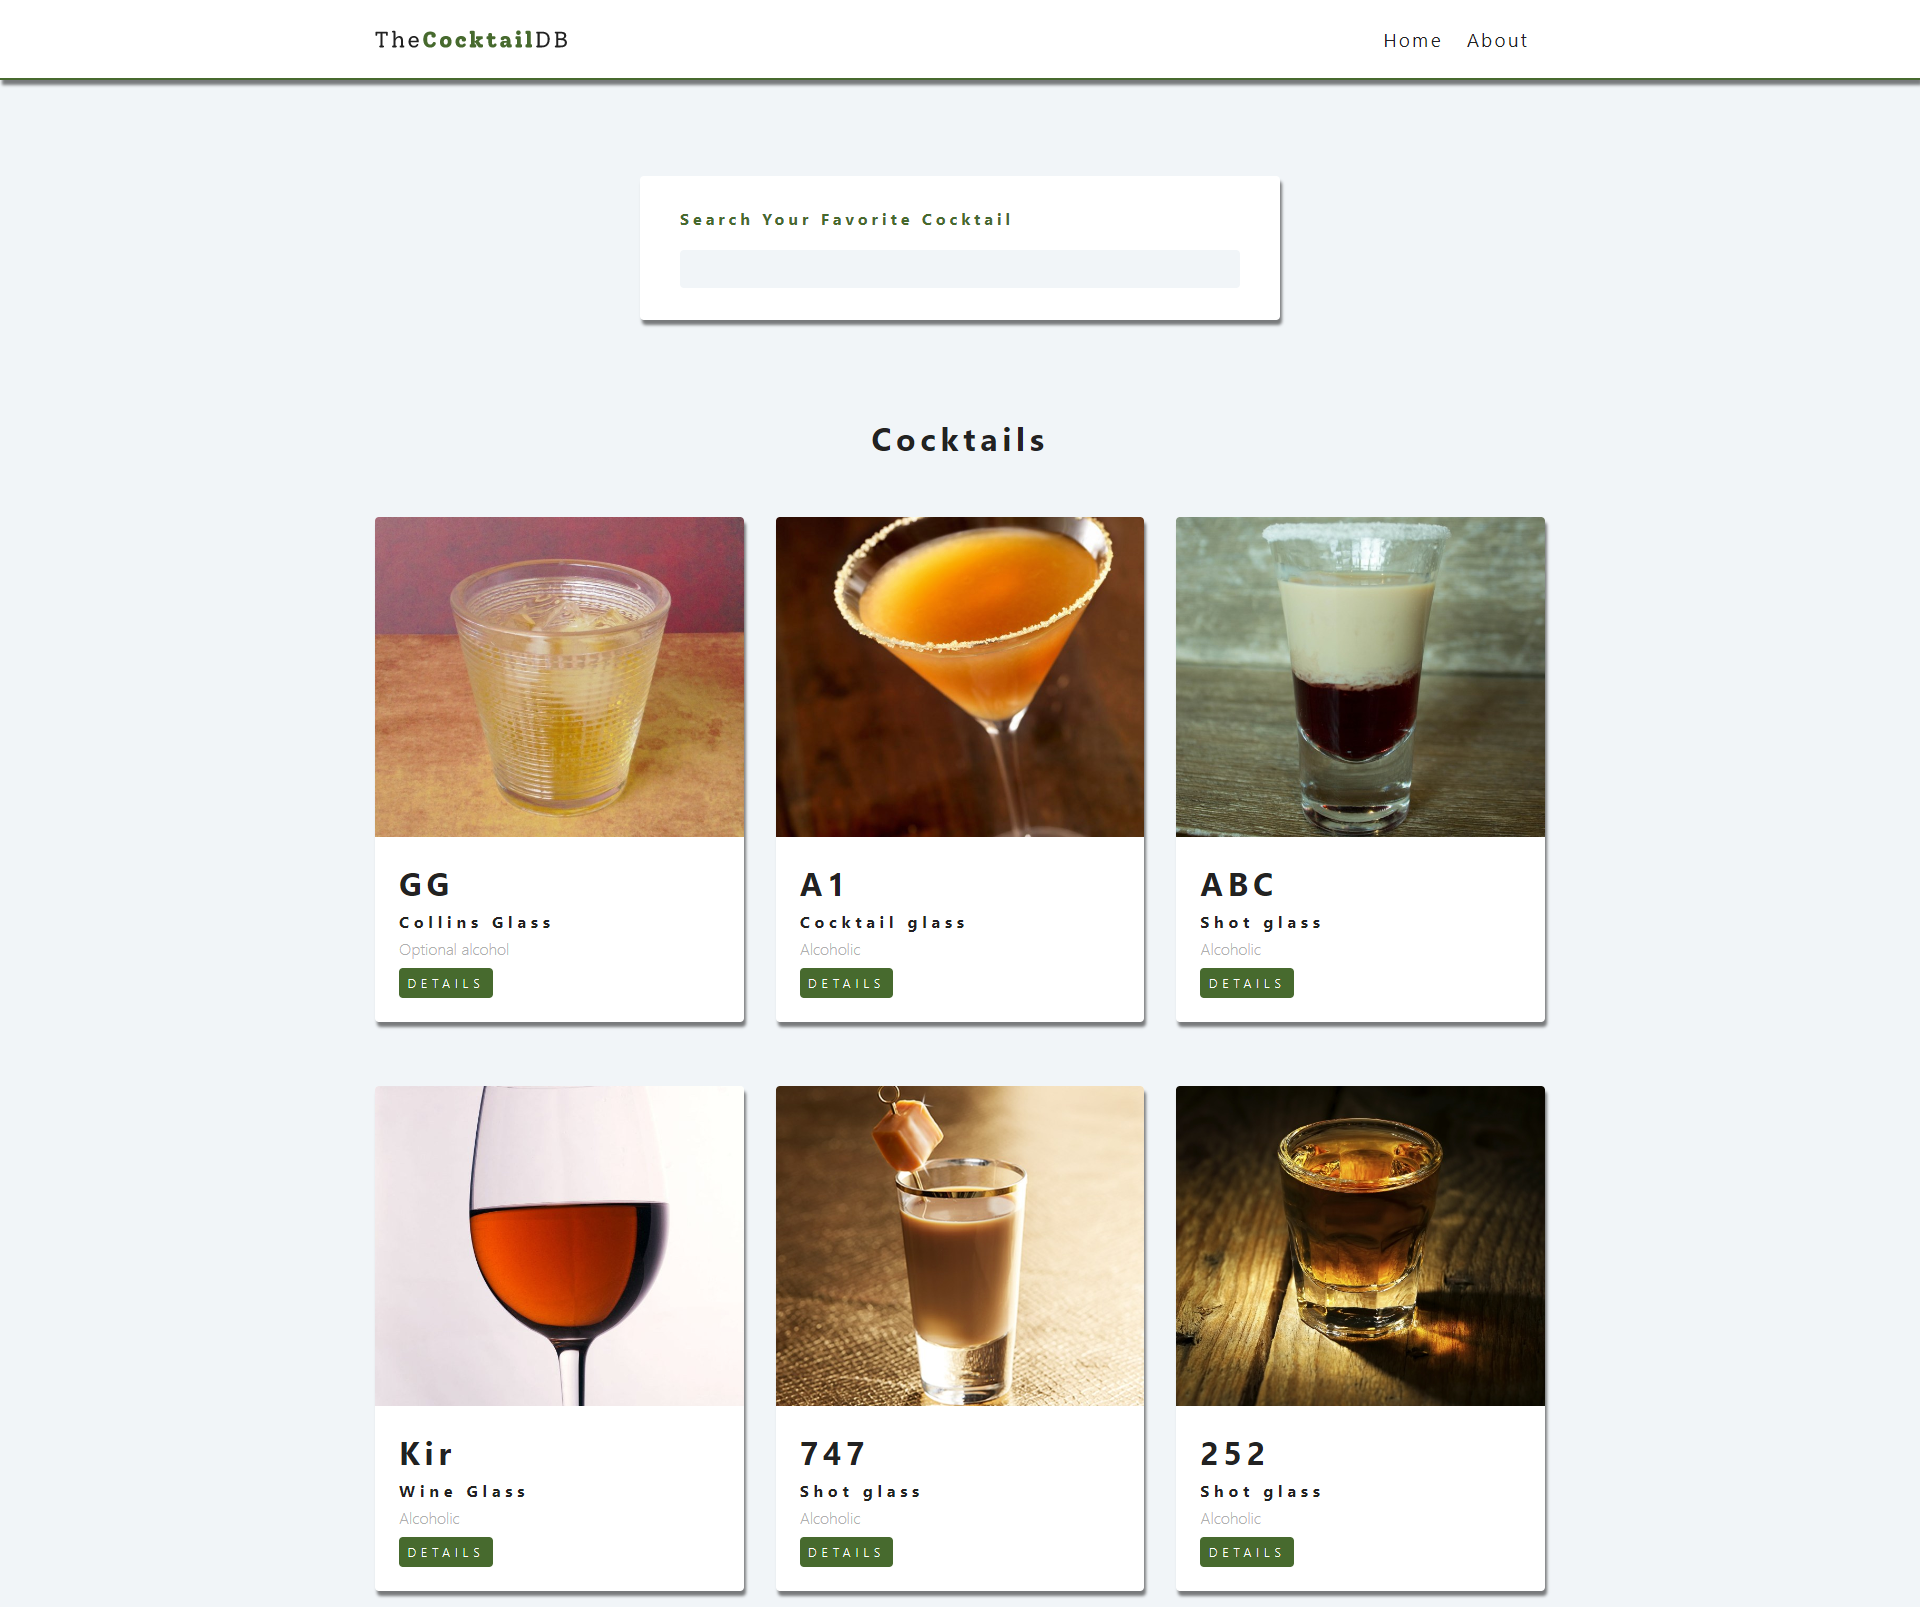 TheCocktailDB
Home About
Search Your Favorite Cocktail
Cocktails
GG
Collins Glass
Optional alcohol
DETAILS
A1
Cocktail glass
Alcoholic
DETAILS
ABC
Shot glass
Alcoholic
DETAILS
Kir
Wine Glass
Alcoholic
DETAILS
747
Shot glass
Alcoholic
DETAILS
252
Shot glass
Alcoholic
DETAILS